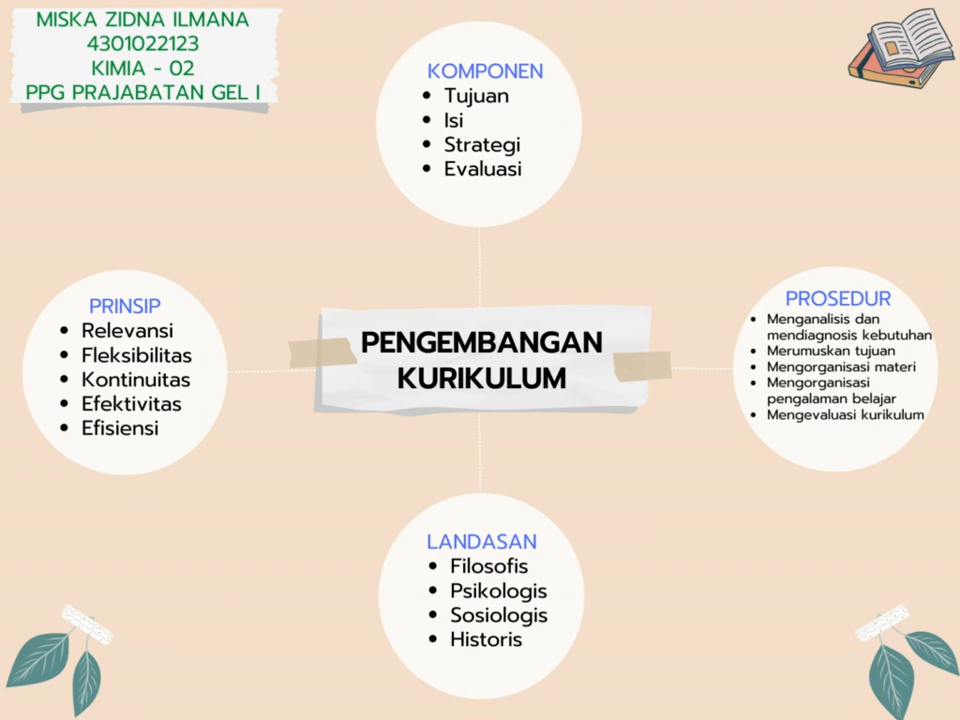 MISKA ZIDNA ILMANA
4301022123
KIMIA - 02
PPG PRAJABATAN GEL I
KOMPONEN
• Tujuan
• Isi
• Strategi
• Evaluasi
PRINSIP
• Relevansi
• Fleksibilitas
• Kontinuitas
• Efektivitas
• Efisiensi
PENGEMBANGAN
KURIKULUM
PROSEDUR
• Menganalisis dan
mendiagnosis kebutuhan
• Merumuskan tujuan
• Mengorganisasi materi
• Mengorganisasi
pengalaman belajar
• Mengevaluasi kurikulum
LANDASAN
• Filosofis
• Psikologis
• Sosiologis
• Historis